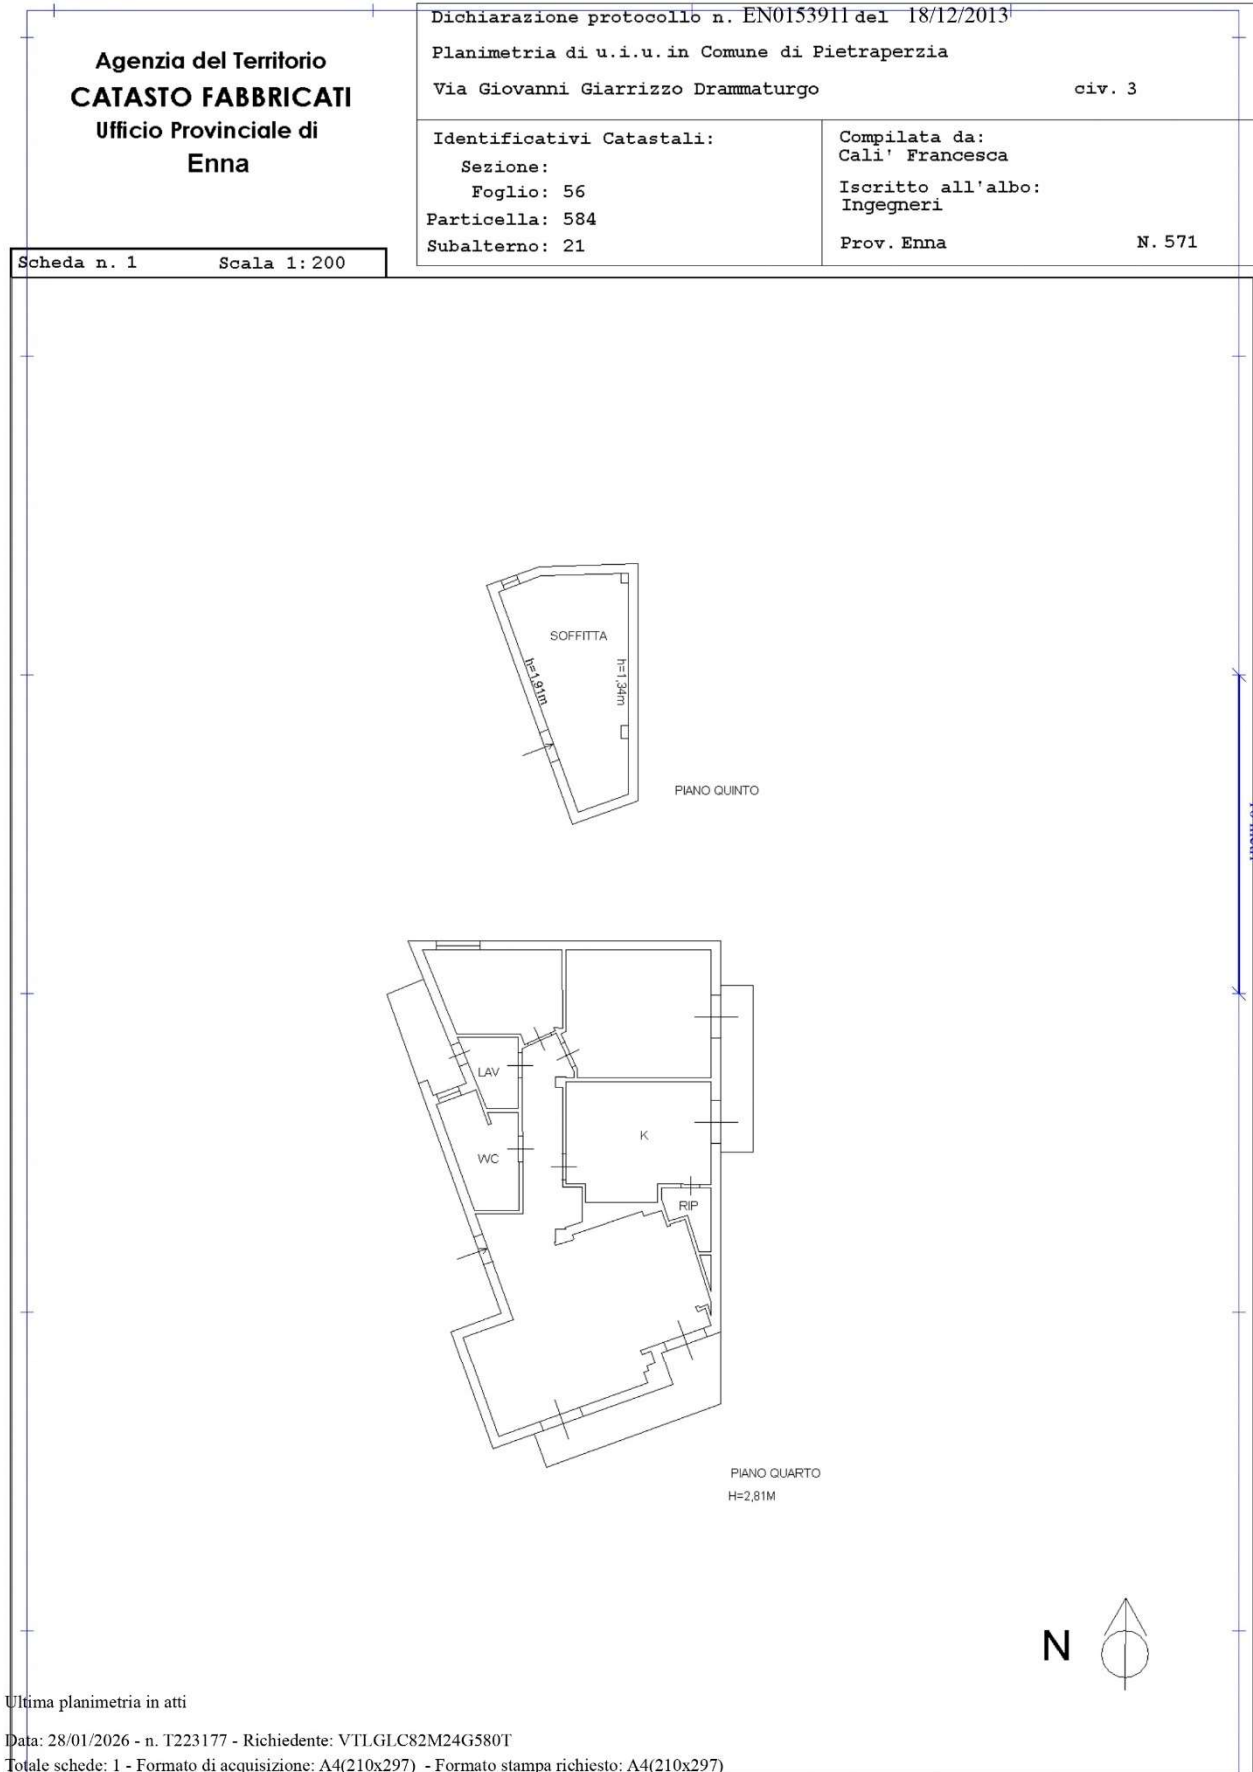 Agenzia del Territorio
CATASTO FABBRICATI
Ufficio Provinciale di
Enna
Dichiarazione protocollo n. EN0153911 del 18/12/2013
Planimetria di u.i.u. in Comune di Pietraperzia
Via Giovanni Giarrizzo Drammaturgo civ. 3
Identificativi Catastali:
Sezione:
Foglio: 56
Particella: 584
Subalterno: 21
Compilata da:
Cali' Francesca
Iscritto all'albo:
Ingegneri
Prov. Enna N. 571
Scheda n. 1 Scala 1:200
SOFFITTA
h=1,91m
h=1,34m
PIANO QUINTO
LAV
K
WC
RIP
PIANO QUARTO
H=2,81M
N
Ultima planimetria in atti
Data: 28/01/2026 - n. T223177 - Richiedente: VTLGLC82M24G580T
Totale schede: 1 - Formato di acquisizione: A4(210x297) - Formato stampa richiesto: A4(210x297)